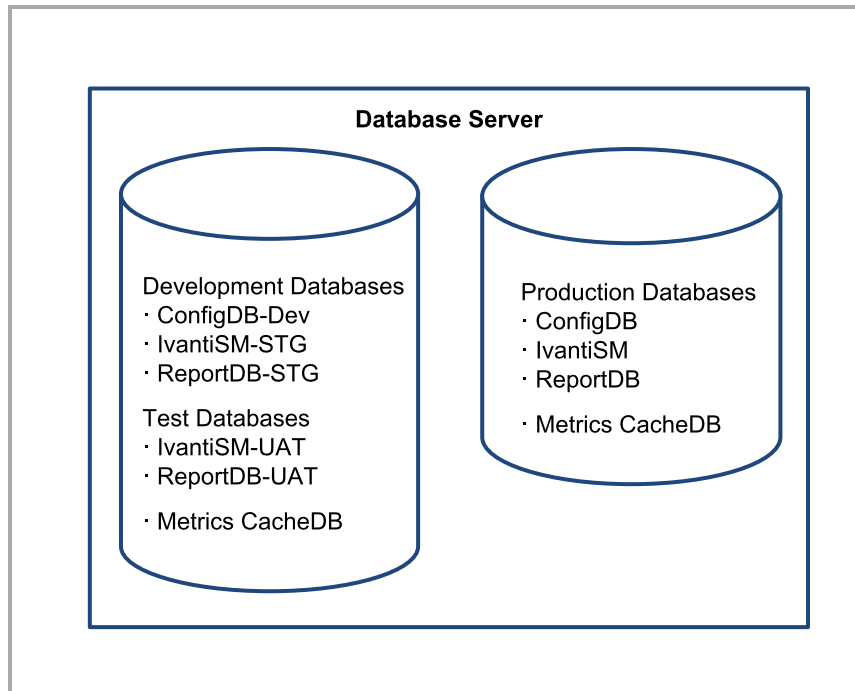 Database Server
Development Databases
· ConfigDB-Dev
· IvantiSM-STG
· ReportDB-STG
Test Databases
· IvantiSM-UAT
· ReportDB-UAT
· Metrics CacheDB
Production Databases
· ConfigDB
· IvantiSM
· ReportDB
· Metrics CacheDB